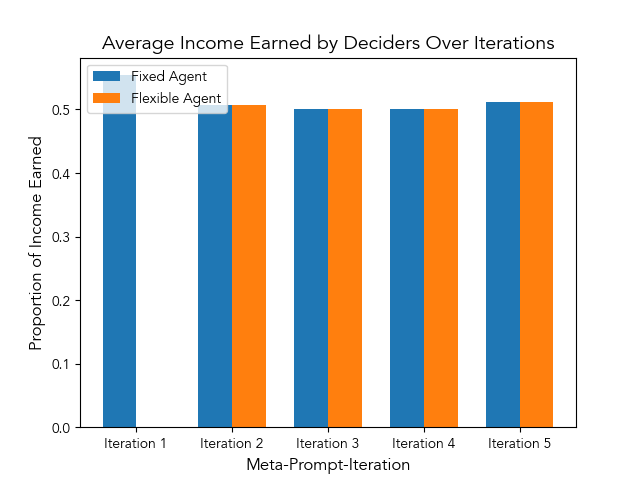 Average Income Earned by Deciders Over Iterations
Fixed Agent
Flexible Agent
Proportion of Income Earned
0.5
0.4
0.3
0.2
0.1
0.0
Iteration 1
Iteration 2
Iteration 3
Iteration 4
Iteration 5
Meta-Prompt-Iteration